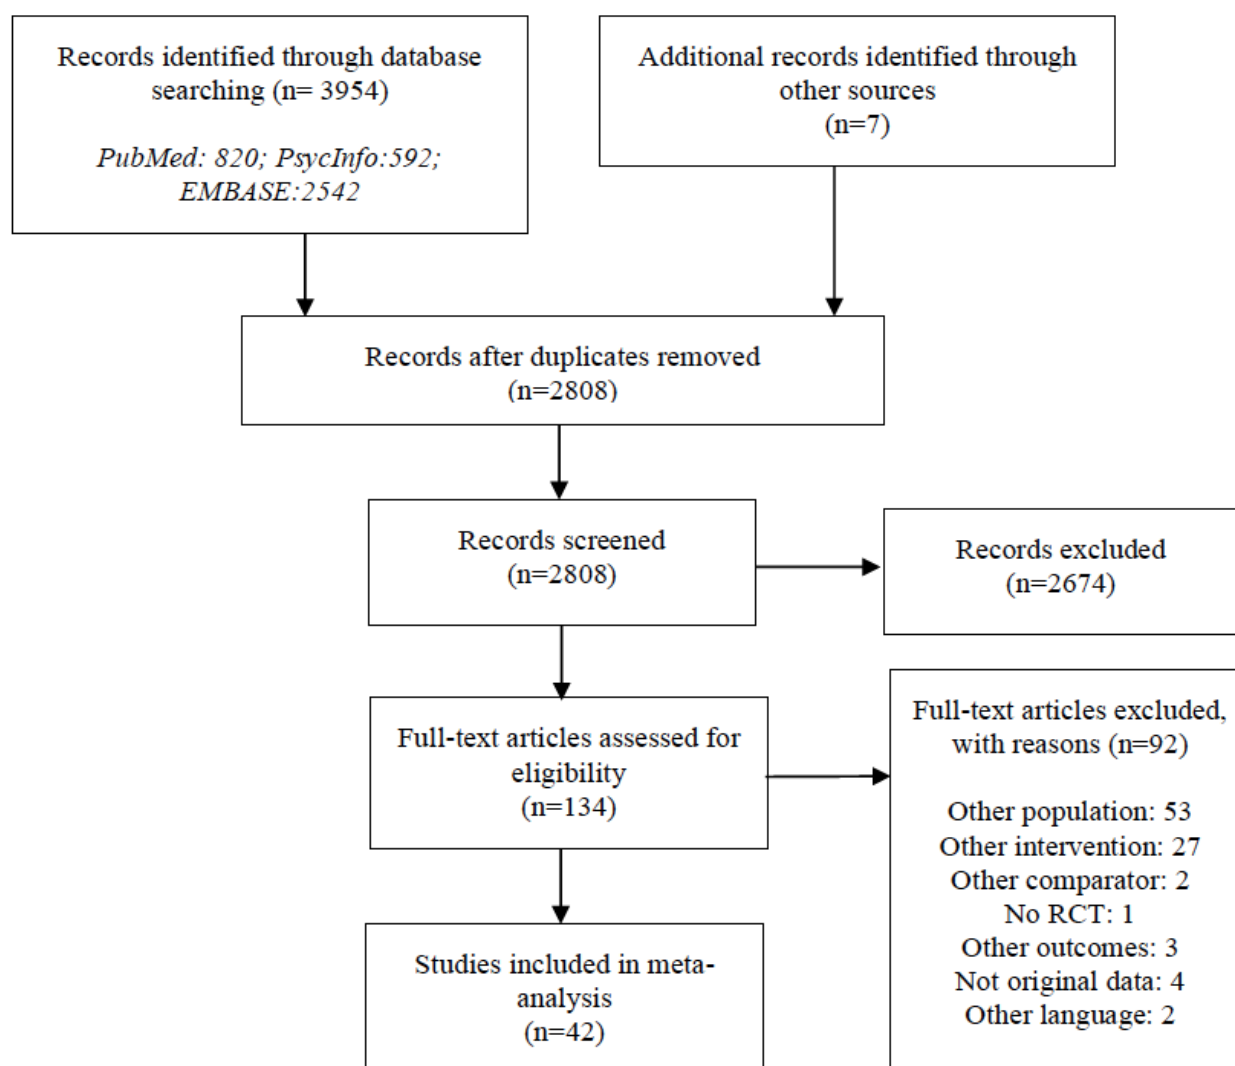 Records identified through database
searching (n= 3954)
PubMed: 820; PsycInfo:592;
EMBASE:2542
Additional records identified through
other sources
(n=7)
Records after duplicates removed
(n=2808)
Records screened
(n=2808)
Records excluded
(n=2674)
Full-text articles assessed for
eligibility
(n=134)
Full-text articles excluded,
with reasons (n=92)
Other population: 53
Other intervention: 27
Other comparator: 2
No RCT: 1
Other outcomes: 3
Not original data: 4
Other language: 2
Studies included in meta-
analysis
(n=42)